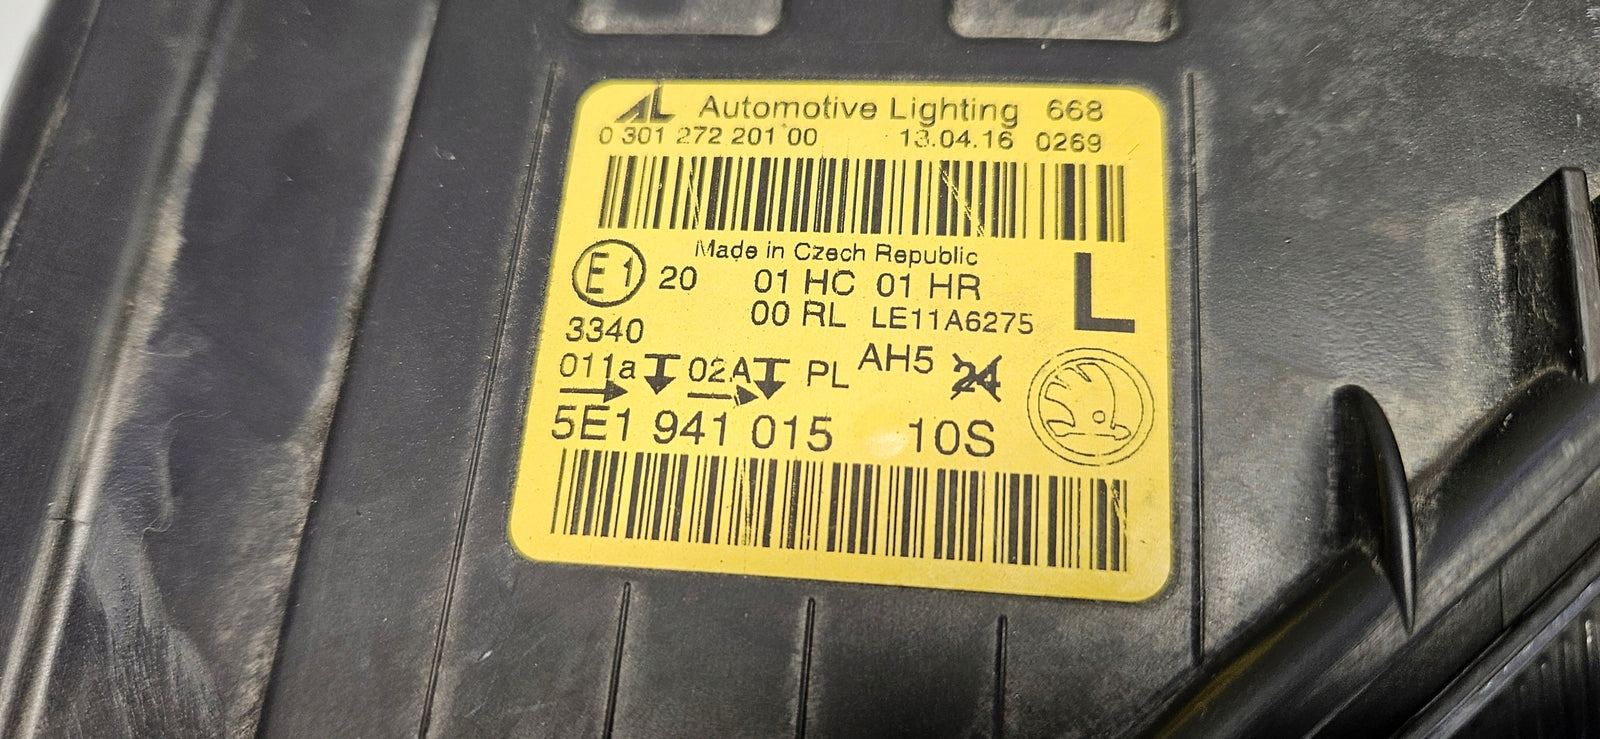 AL Automotive Lighting 668
0 301 272 201 00 13.04.16 0269
Made in Czech Republic
E1 20 01 HC 01 HR L
00 RL LE11A6275
3340
011a 02A PL AH5 24
5E1 941 015 10S